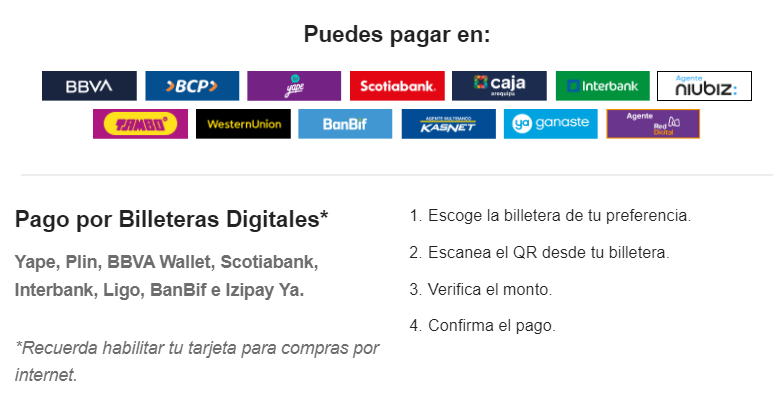 Puedes pagar en:
BBVA
BCP
yape
Scotiabank.
caja
arequipa
Interbank
Agente
niubiz:
TAMBO
WesternUnion
BanBif
AGENTE MULTIBANCO
KASNET
ya ganaste
Agente
Red
Digital
Pago por Billeteras Digitales*
Yape, Plin, BBVA Wallet, Scotiabank,
Interbank, Ligo, BanBif e Izipay Ya.
*Recuerda habilitar tu tarjeta para compras por
internet.
1. Escoge la billetera de tu preferencia.
2. Escanea el QR desde tu billetera.
3. Verifica el monto.
4. Confirma el pago.